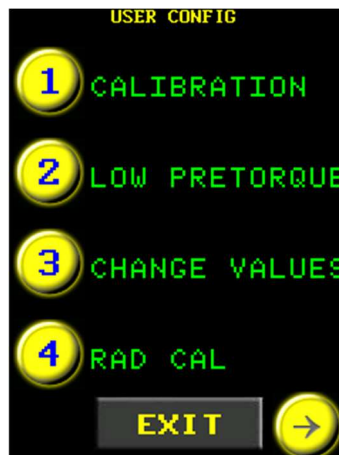 USER CONFIG
1 CALIBRATION
2 LOW PRETORQUE
3 CHANGE VALUES
4 RAD CAL
EXIT